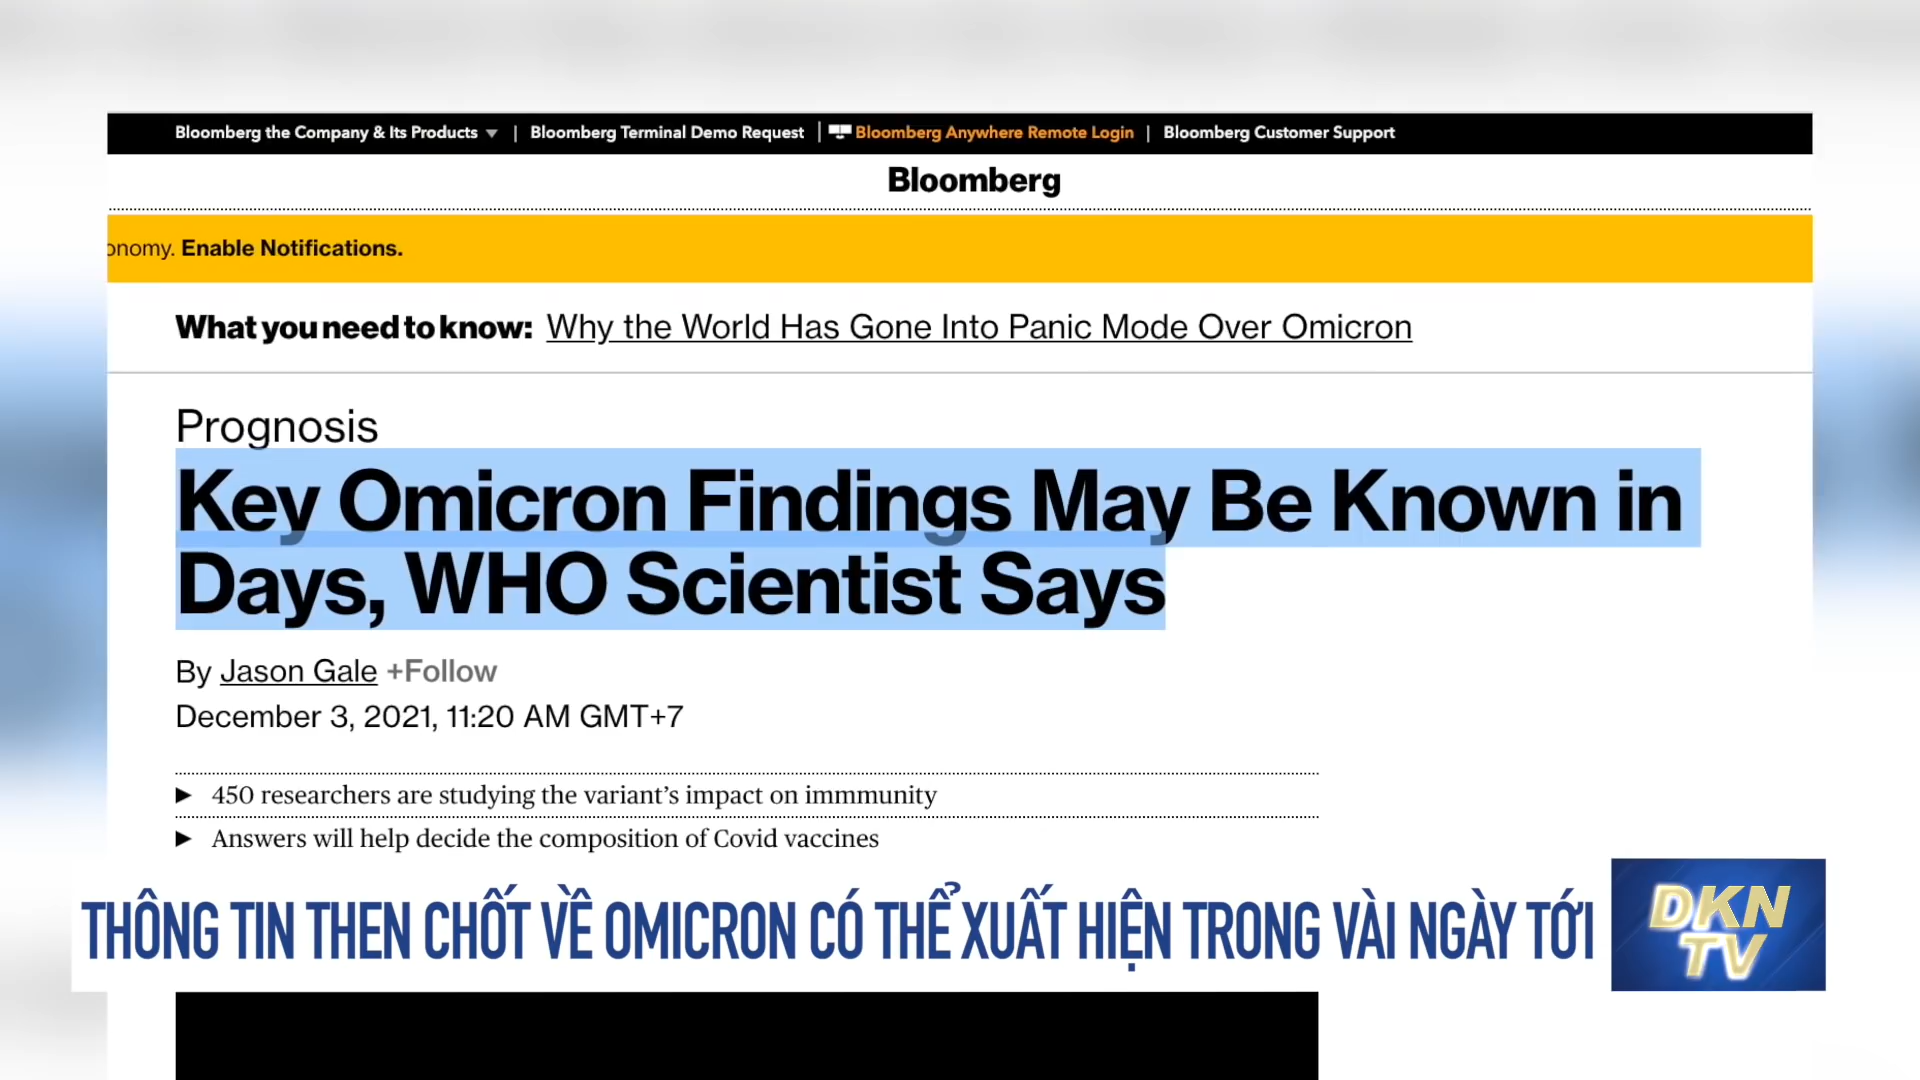 Bloomberg the Company & Its Products ▼ | Bloomberg Terminal Demo Request | Bloomberg Anywhere Remote Login | Bloomberg Customer Support
Bloomberg
onomy. Enable Notifications.
What you need to know: Why the World Has Gone Into Panic Mode Over Omicron
Prognosis
Key Omicron Findings May Be Known in
Days, WHO Scientist Says
By Jason Gale +Follow
December 3, 2021, 11:20 AM GMT+7
► 450 researchers are studying the variant’s impact on immmunity
► Answers will help decide the composition of Covid vaccines
THÔNG TIN THEN CHỐT VỀ OMICRON CÓ THỂ XUẤT HIỆN TRONG VÀI NGÀY TỚI
DKN
TV